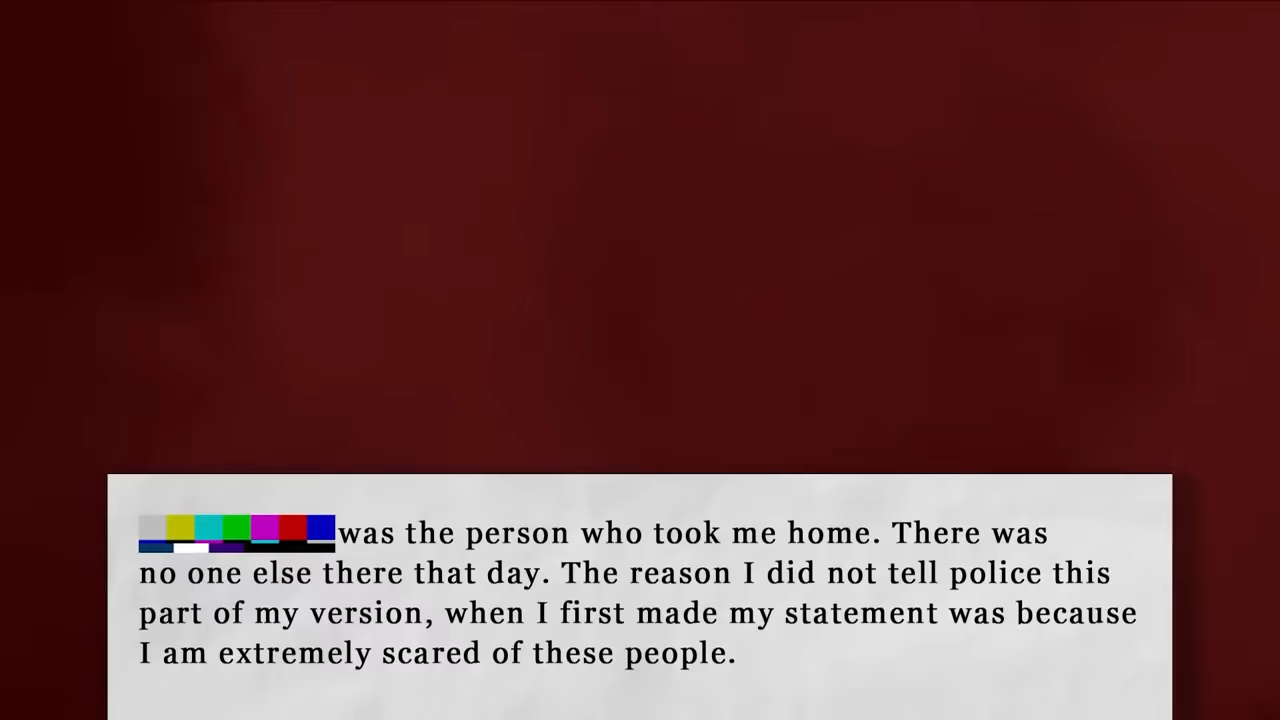 was the person who took me home. There was
no one else there that day. The reason I did not tell police this
part of my version, when I first made my statement was because
I am extremely scared of these people.